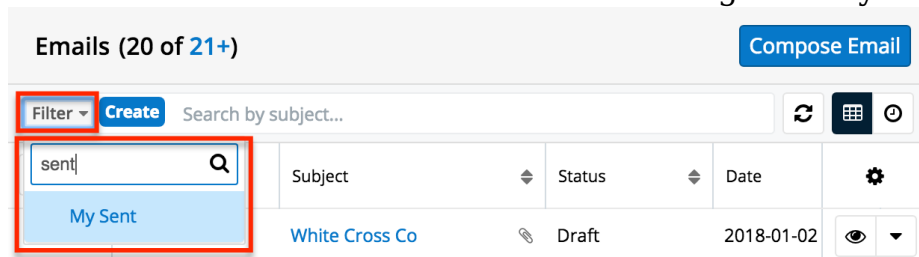 Emails (20 of 21+) Compose Email
Filter Create Search by subject...
sent Subject Status Date
My Sent
White Cross Co Draft 2018-01-02